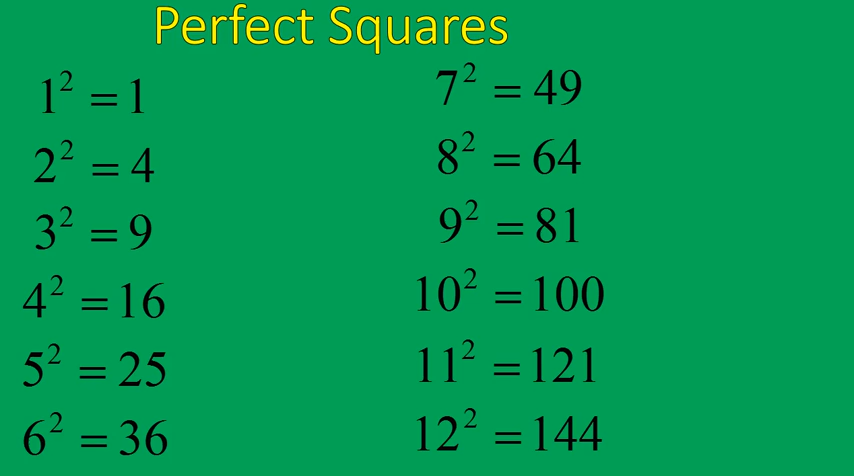 Perfect Squares
1² = 1
2² = 4
3² = 9
4² = 16
5² = 25
6² = 36
7² = 49
8² = 64
9² = 81
10² = 100
11² = 121
12² = 144